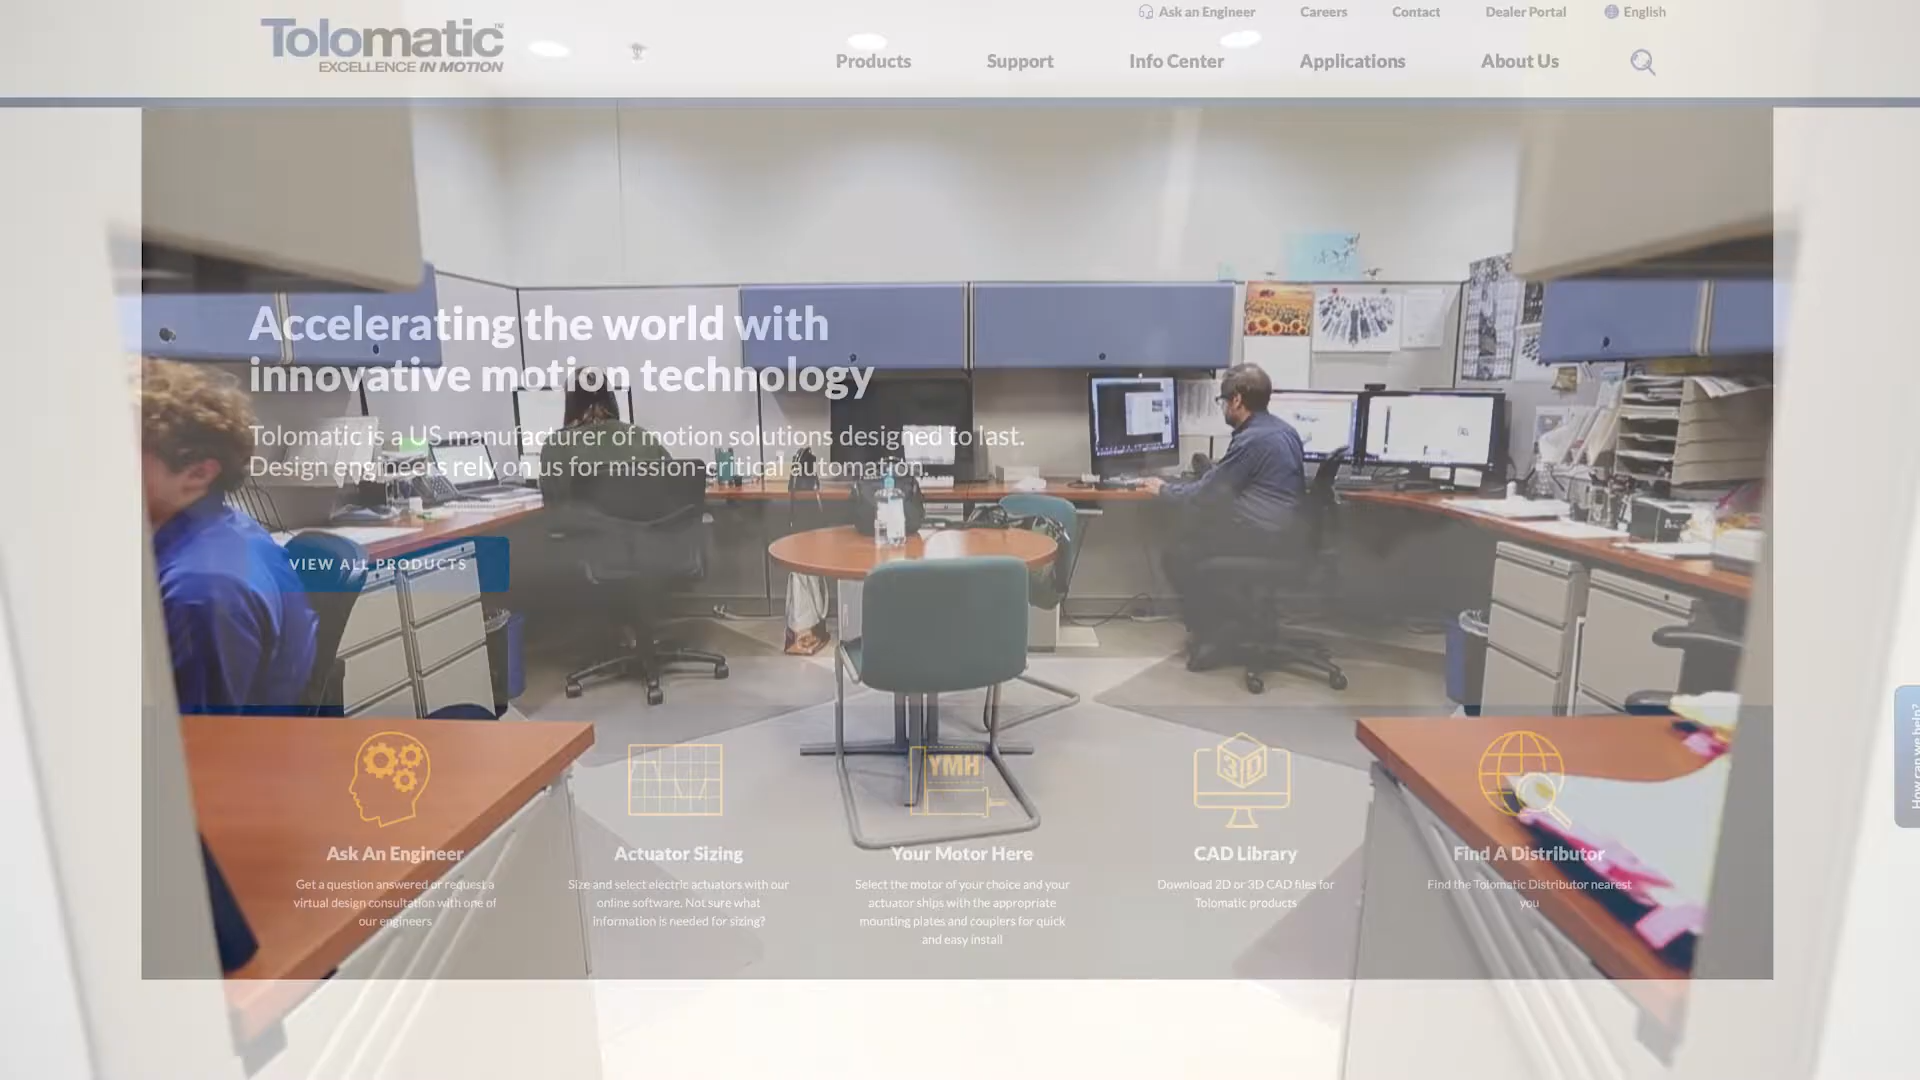 Ask an Engineer
Careers
Contact
Dealer Portal
English
Tolomatic™
EXCELLENCE IN MOTION
Products
Support
Info Center
Applications
About Us
Accelerating the world with
innovative motion technology
Tolomatic is a US manufacturer of motion solutions designed to last.
Design engineers rely on us for mission-critical automation.
VIEW ALL PRODUCTS
YMH
3D
Ask An Engineer
Get a question answered or request a
virtual design consultation with one of
our engineers
Actuator Sizing
Size and select electric actuators with our
online software. Not sure what
information is needed for sizing?
Your Motor Here
Select the motor of your choice and your
actuator ships with the appropriate
mounting plates and couplers for quick
and easy install
CAD Library
Download 2D or 3D CAD files for
Tolomatic products
Find A Distributor
Find the Tolomatic Distributor nearest
you
How can we help?